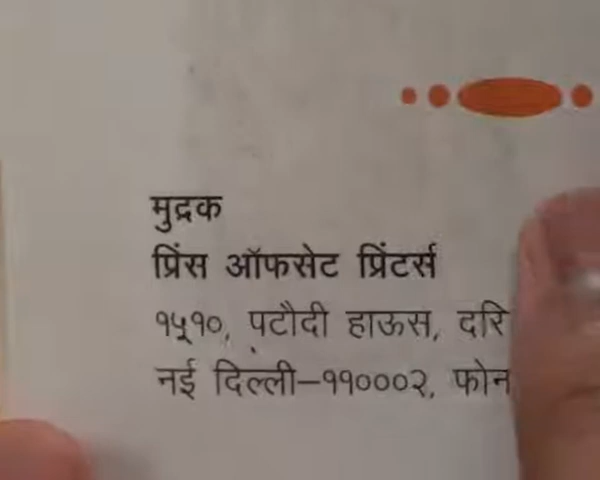 मुद्रक
प्रिंस ऑफसेट प्रिंटर्स
१५१०, पटौदी हाऊस, दरि
नई दिल्ली–११०००२, फोन